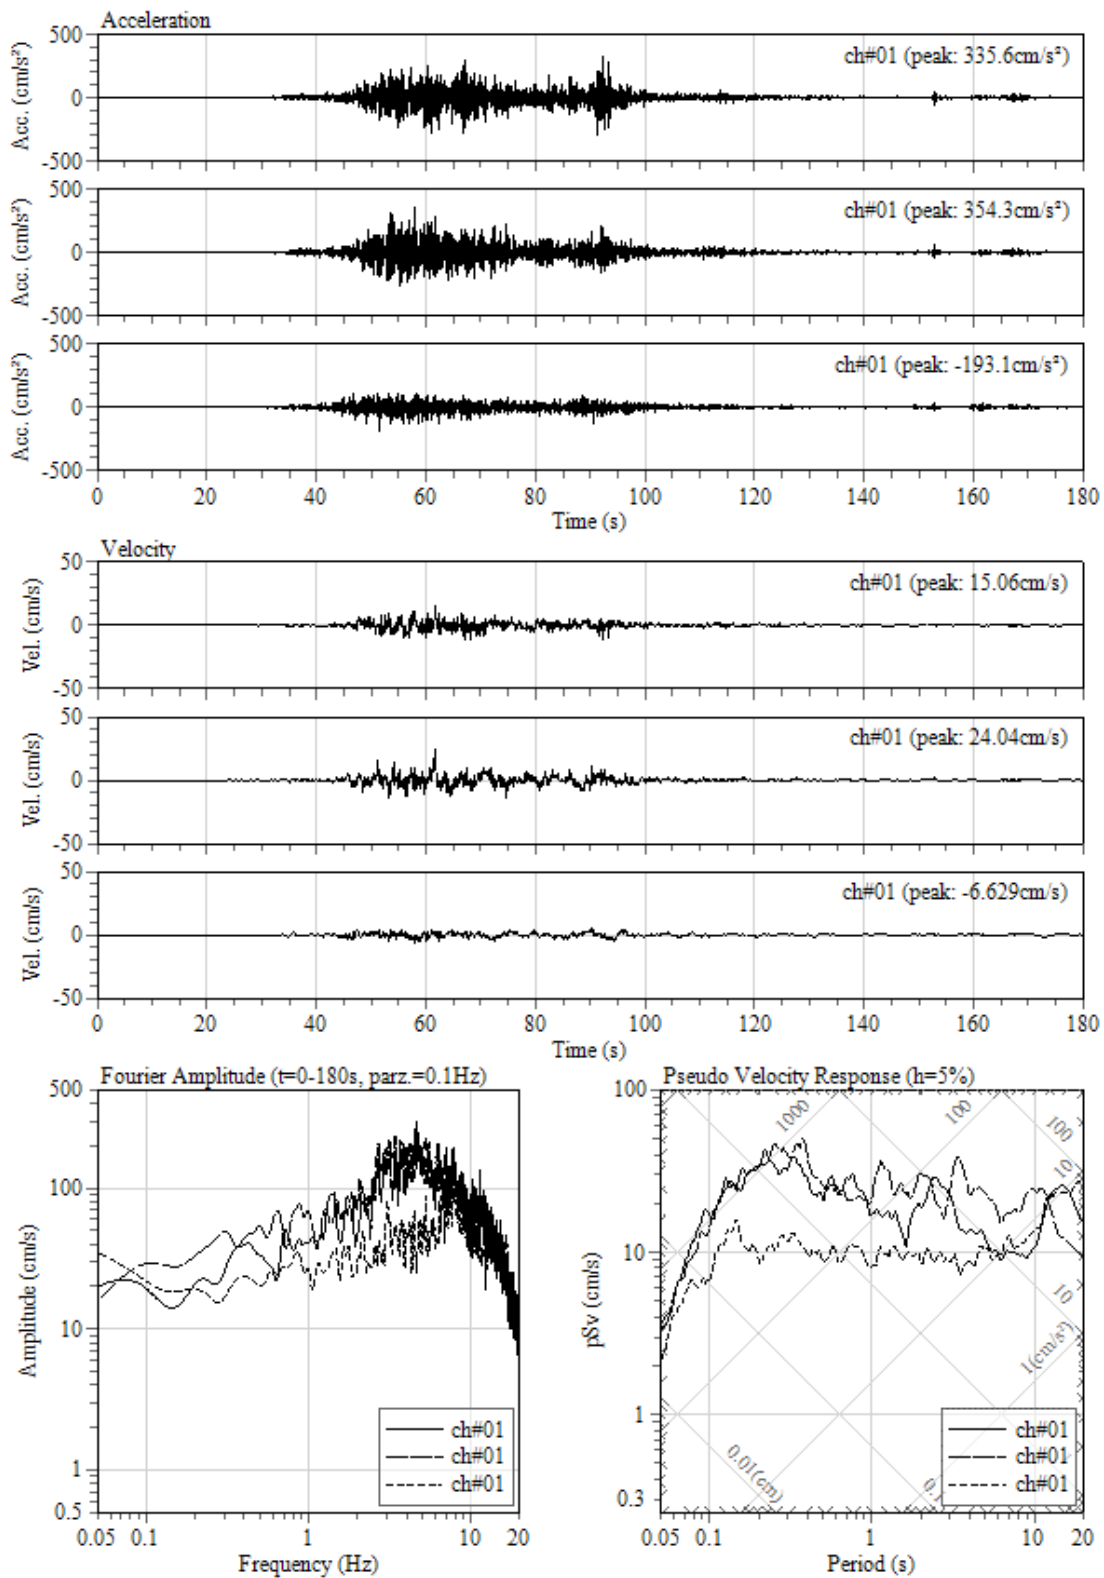 Acceleration
500
0
-500
Acc. (cm/s²)
ch#01 (peak: 335.6cm/s²)
500
0
-500
Acc. (cm/s²)
ch#01 (peak: 354.3cm/s²)
500
0
-500
Acc. (cm/s²)
ch#01 (peak: -193.1cm/s²)
0 20 40 60 80 100 120 140 160 180
Time (s)
Velocity
50
0
-50
Vel. (cm/s)
ch#01 (peak: 15.06cm/s)
50
0
-50
Vel. (cm/s)
ch#01 (peak: 24.04cm/s)
50
0
-50
Vel. (cm/s)
ch#01 (peak: -6.629cm/s)
0 20 40 60 80 100 120 140 160 180
Time (s)
Fourier Amplitude (t=0-180s, parz.=0.1Hz)
500
100
10
1
0.5
Amplitude (cm/s)
ch#01
ch#01
ch#01
0.05 0.1 1 10 20
Frequency (Hz)
Pseudo Velocity Response (h=5%)
100
10
1
0.3
pSv (cm/s)
1000
100
100
10
10
1(cm/s²)
0.01(cm)
0.1
ch#01
ch#01
ch#01
0.05 0.1 1 10 20
Period (s)